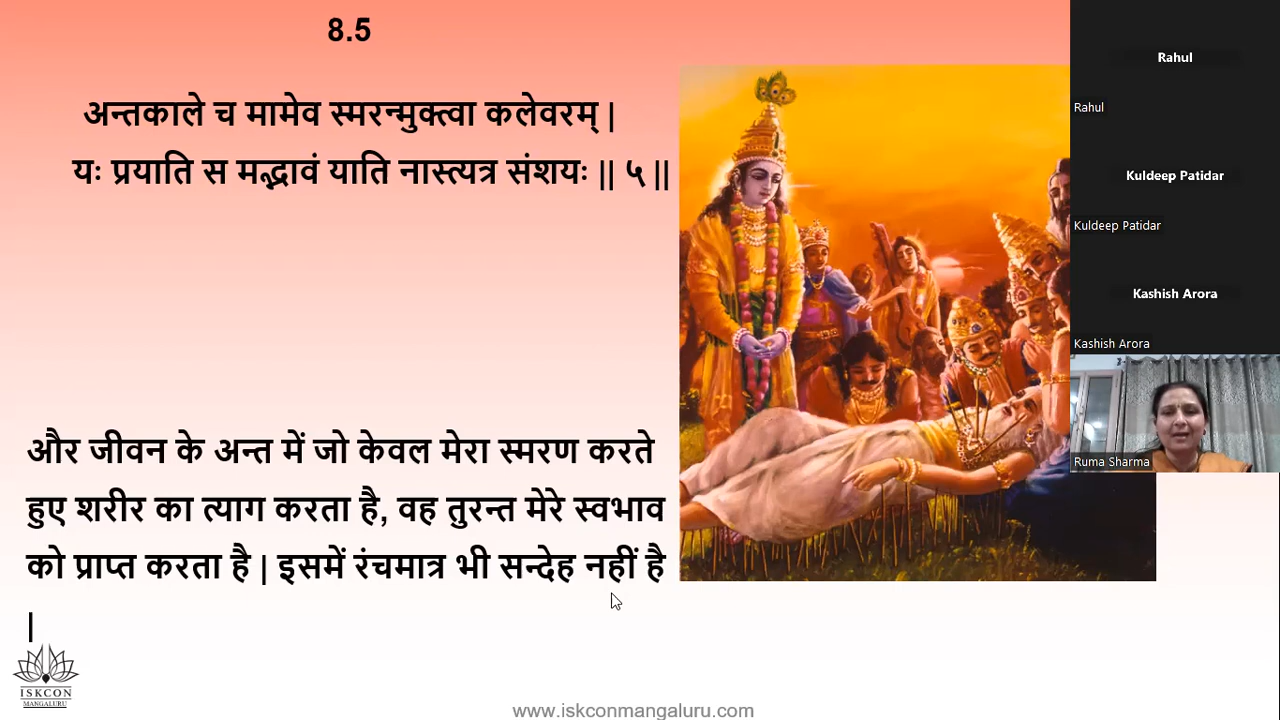 8.5
अन्तकाले च मामेव स्मरन्मुक्त्वा कलेवरम् |
यः प्रयाति स मद्भावं याति नास्त्यत्र संशयः || ५ ||
और जीवन के अन्त में जो केवल मेरा स्मरण करते
हुए शरीर का त्याग करता है, वह तुरन्त मेरे स्वभाव
को प्राप्त करता है | इसमें रंचमात्र भी सन्देह नहीं है
|
ISKCON
MANGALURU
www.iskconmangaluru.com
Rahul
Rahul
Kuldeep Patidar
Kuldeep Patidar
Kashish Arora
Kashish Arora
Ruma Sharma